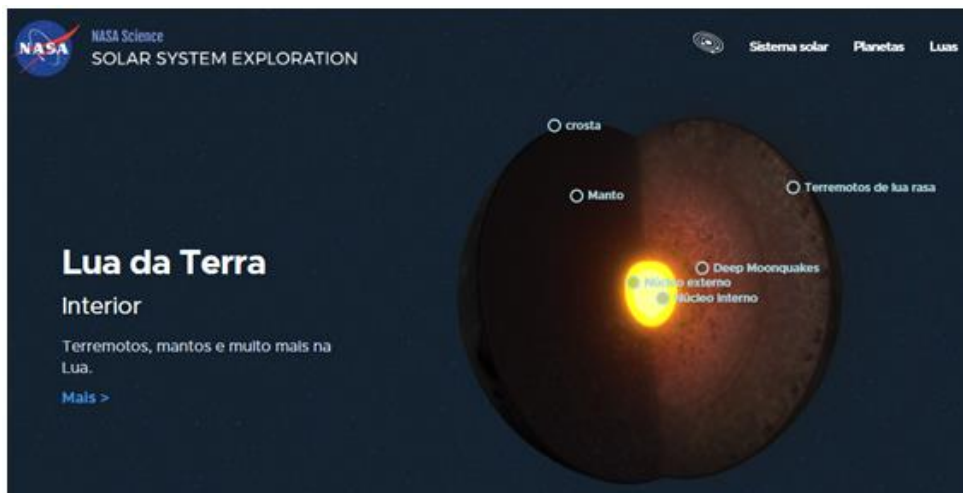 NASA
NASA Science
SOLAR SYSTEM EXPLORATION
Sistema solar
Planetas
Luas
crosta
Manto
Terremotos de lua rasa
Deep Moonquakes
Núcleo externo
Núcleo Interno
Lua da Terra
Interior
Terremotos, mantos e muito mais na
Lua.
Mais >